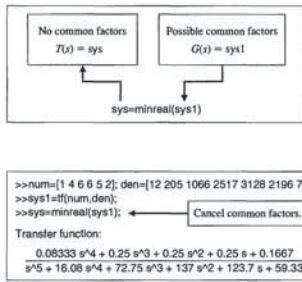 No common factors
T(s) = sys
Possible common factors
G(s) = sys1
sys=minreal(sys1)
>>num=[1 4 6 6 5 2]; den=[12 205 1066 2517 3128 2196 7
>>sys1=tf(num,den);
>>sys=minreal(sys1);
Cancel common factors.
Transfer function:
0.08333 s^4 + 0.25 s^3 + 0.25 s^2 + 0.25 s + 0.1667
s^5 + 16.08 s^4 + 72.75 s^3 + 137 s^2 + 123.7 s + 59.33